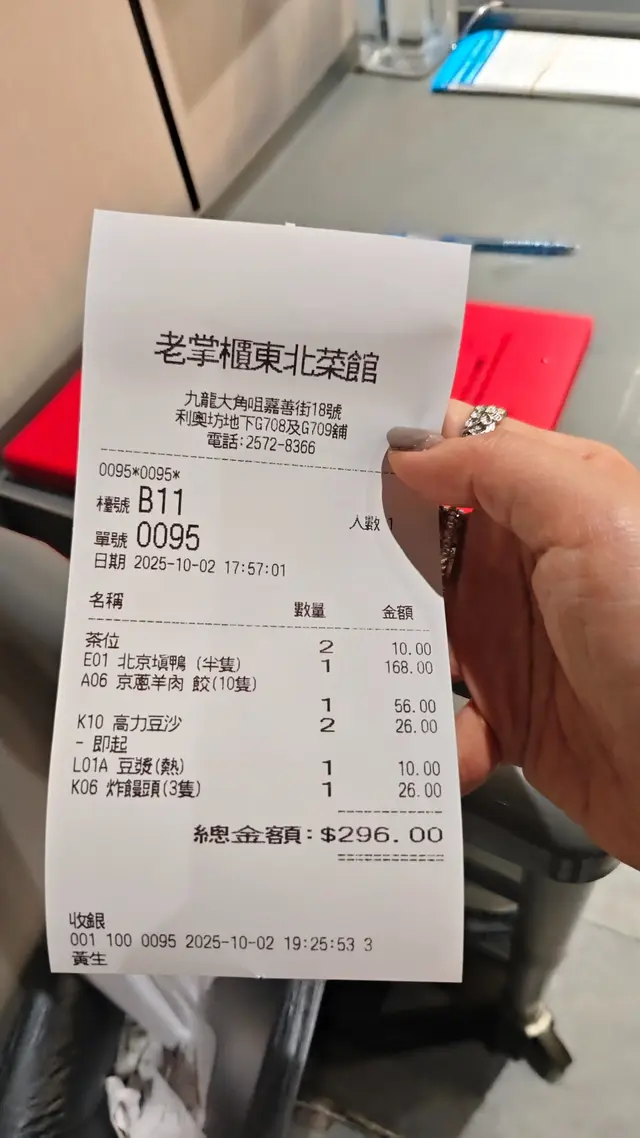 老掌櫃東北菜館
九龍大角咀嘉善街18號
利奧坊地下G708及G709舖
電話:2572-8366
0095*0095*
檯號 B11 人數 1
單號 0095
日期 2025-10-02 17:57:01
名稱 數量 金額
茶位 2 10.00
E01 北京塡鴨 (半隻) 1 168.00
A06 京蔥羊肉 餃(10隻)
1 56.00
K10 高力豆沙 2 26.00
- 即起
L01A 豆漿(熱) 1 10.00
K06 炸饅頭(3隻) 1 26.00
總金額:$296.00
收銀
001 100 0095 2025-10-02 19:25:53 3
黃生